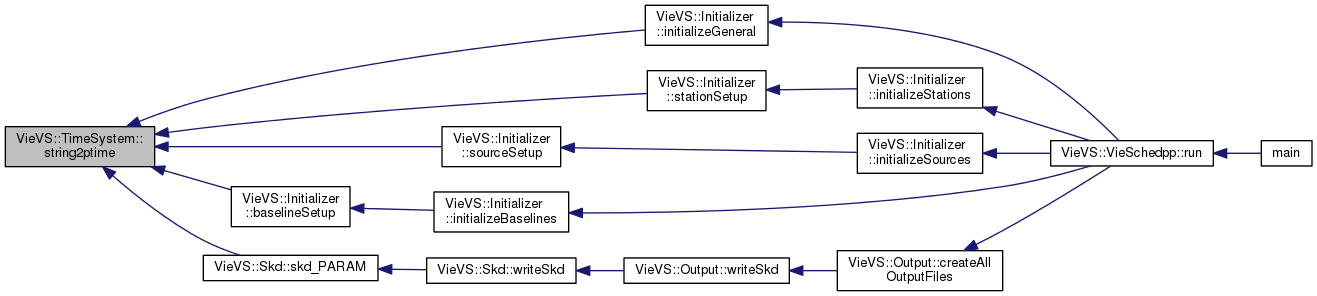 VieVS::Initializer
::initializeGeneral
VieVS::Initializer
::stationSetup
VieVS::Initializer
::initializeStations
VieVS::TimeSystem::
string2ptime
VieVS::Initializer
::sourceSetup
VieVS::Initializer
::initializeSources
VieVS::VieSchedpp::run
main
VieVS::Initializer
::baselineSetup
VieVS::Initializer
::initializeBaselines
VieVS::Skd::skd_PARAM
VieVS::Skd::writeSkd
VieVS::Output::writeSkd
VieVS::Output::createAll
OutputFiles